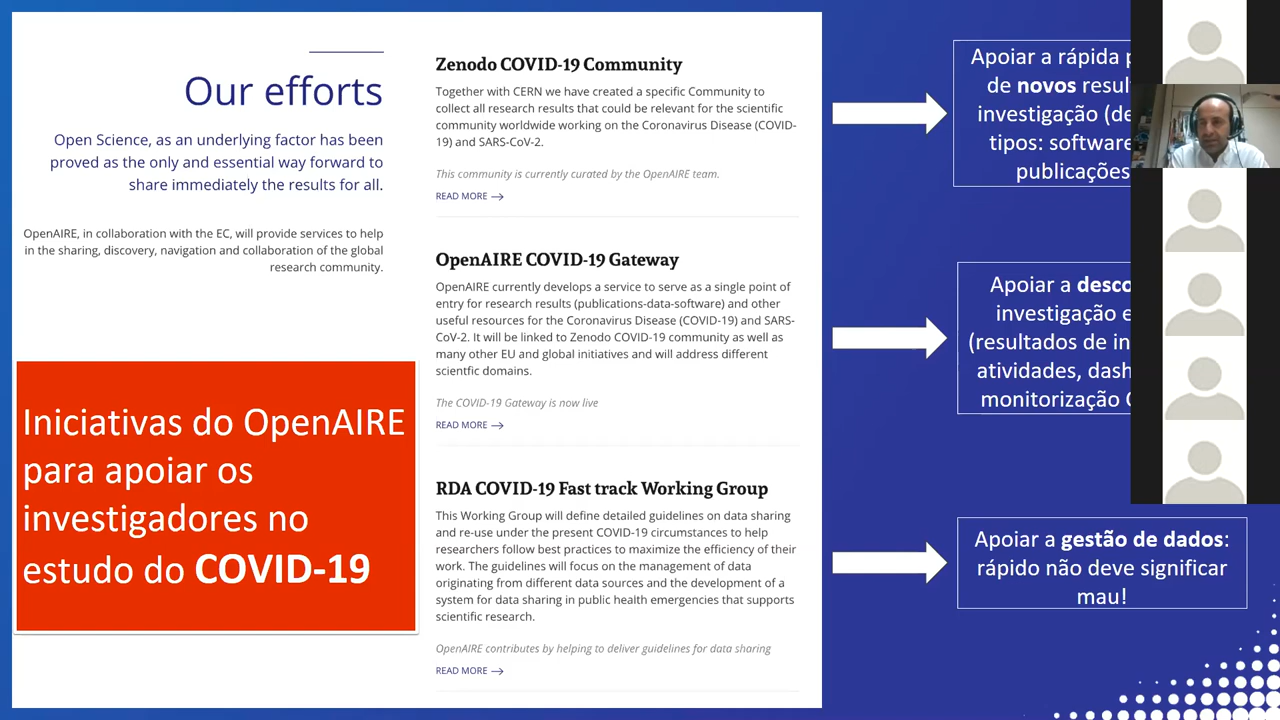 Our efforts
Open Science, as an underlying factor has been
proved as the only and essential way forward to
share immediately the results for all.
OpenAIRE, in collaboration with the EC, will provide services to help
in the sharing, discovery, navigation and collaboration of the global
research community.
Iniciativas do OpenAIRE
para apoiar os
investigadores no
estudo do COVID-19
Zenodo COVID-19 Community
Together with CERN we have created a specific Community to
collect all research results that could be relevant for the scientific
community worldwide working on the Coronavirus Disease (COVID-
19) and SARS-CoV-2.
This community is currently curated by the OpenAIRE team.
READ MORE
OpenAIRE COVID-19 Gateway
OpenAIRE currently develops a service to serve as a single point of
entry for research results (publications-data-software) and other
useful resources for the Coronavirus Disease (COVID-19) and SARS-
CoV-2. It will be linked to Zenodo COVID-19 community as well as
many other EU and global initiatives and will address different
scientfic domains.
The COVID-19 Gateway is now live
READ MORE
RDA COVID-19 Fast track Working Group
This Working Group will define detailed guidelines on data sharing
and re-use under the present COVID-19 circumstances to help
researchers follow best practices to maximize the efficiency of their
work. The guidelines will focus on the management of data
originating from different data sources and the development of a
system for data sharing in public health emergencies that supports
scientific research.
OpenAIRE contributes by helping to deliver guidelines for data sharing
READ MORE
Apoiar a rápida
de novos
investigação
tipos: software
publicações
Apoiar a
investigação
(resultados de
atividades,
monitorização
Apoiar a gestão de dados:
rápido não deve significar
mau!